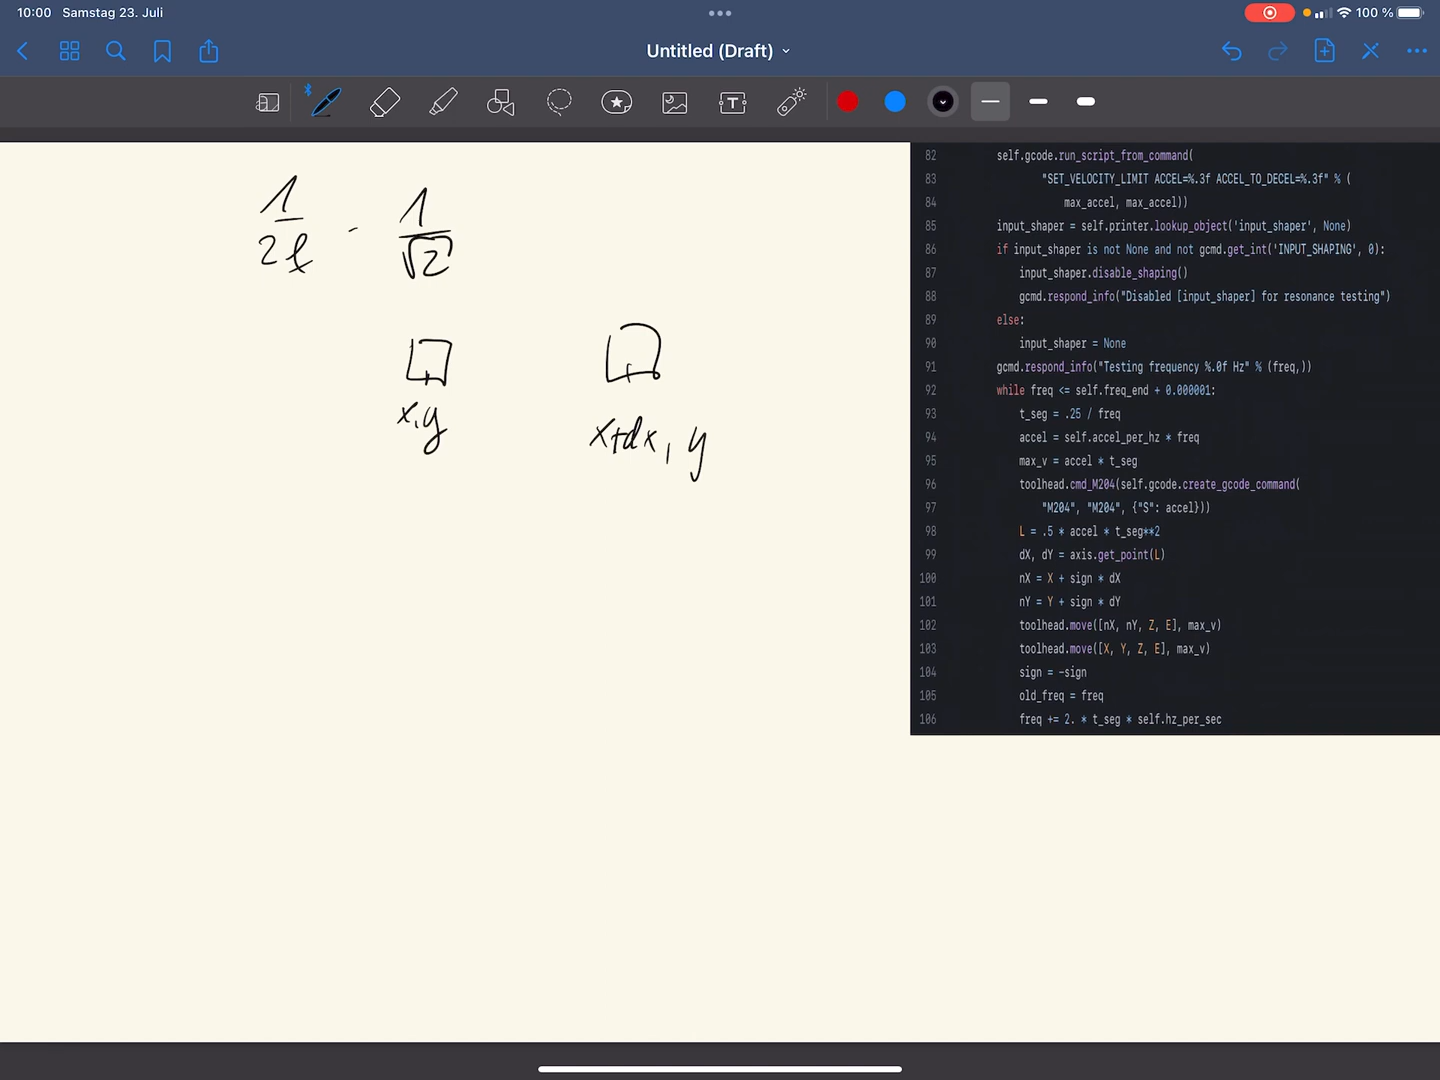 10:00 Samstag 23. Juli
100 %
Untitled (Draft)
T
1
2f
·
1
√2
x,y
x+dx, y
82 self.gcode.run_script_from_command(
83 "SET_VELOCITY_LIMIT ACCEL=%.3f ACCEL_TO_DECEL=%.3f" % (
84 max_accel, max_accel))
85 input_shaper = self.printer.lookup_object('input_shaper', None)
86 if input_shaper is not None and not gcmd.get_int('INPUT_SHAPING', 0):
87 input_shaper.disable_shaping()
88 gcmd.respond_info("Disabled [input_shaper] for resonance testing")
89 else:
90 input_shaper = None
91 gcmd.respond_info("Testing frequency %.0f Hz" % (freq,))
92 while freq <= self.freq_end + 0.000001:
93 t_seg = .25 / freq
94 accel = self.accel_per_hz * freq
95 max_v = accel * t_seg
96 toolhead.cmd_M204(self.gcode.create_gcode_command(
97 "M204", "M204", {"S": accel}))
98 L = .5 * accel * t_seg**2
99 dX, dY = axis.get_point(L)
100 nX = X + sign * dX
101 nY = Y + sign * dY
102 toolhead.move([nX, nY, Z, E], max_v)
103 toolhead.move([X, Y, Z, E], max_v)
104 sign = -sign
105 old_freq = freq
106 freq += 2. * t_seg * self.hz_per_sec